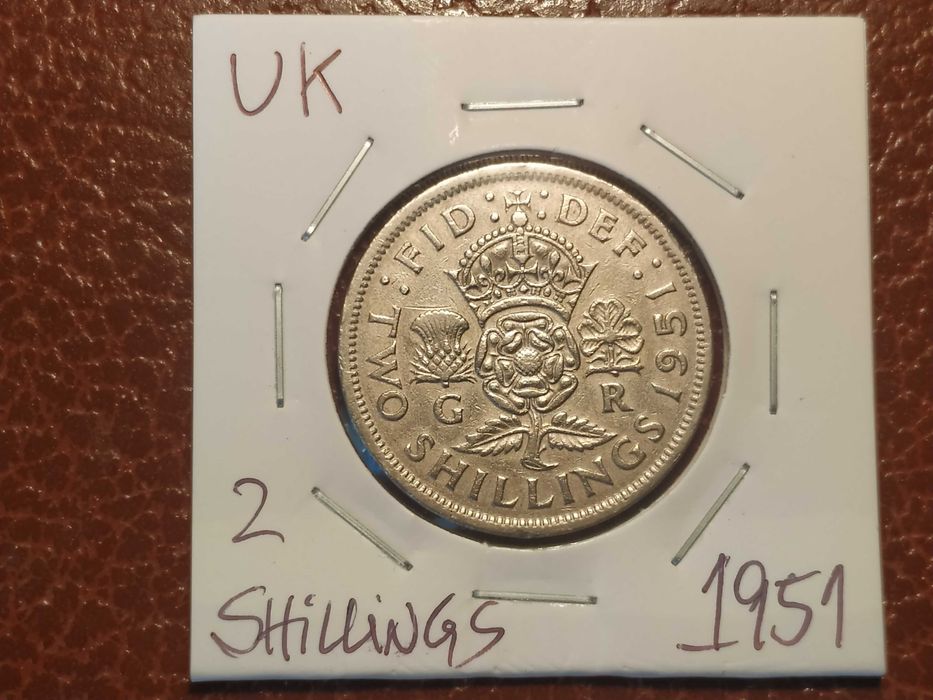 UK
:FID:
:DEF:
1951
TWO SHILLINGS
G R
2
SHiLLiNGS
1951